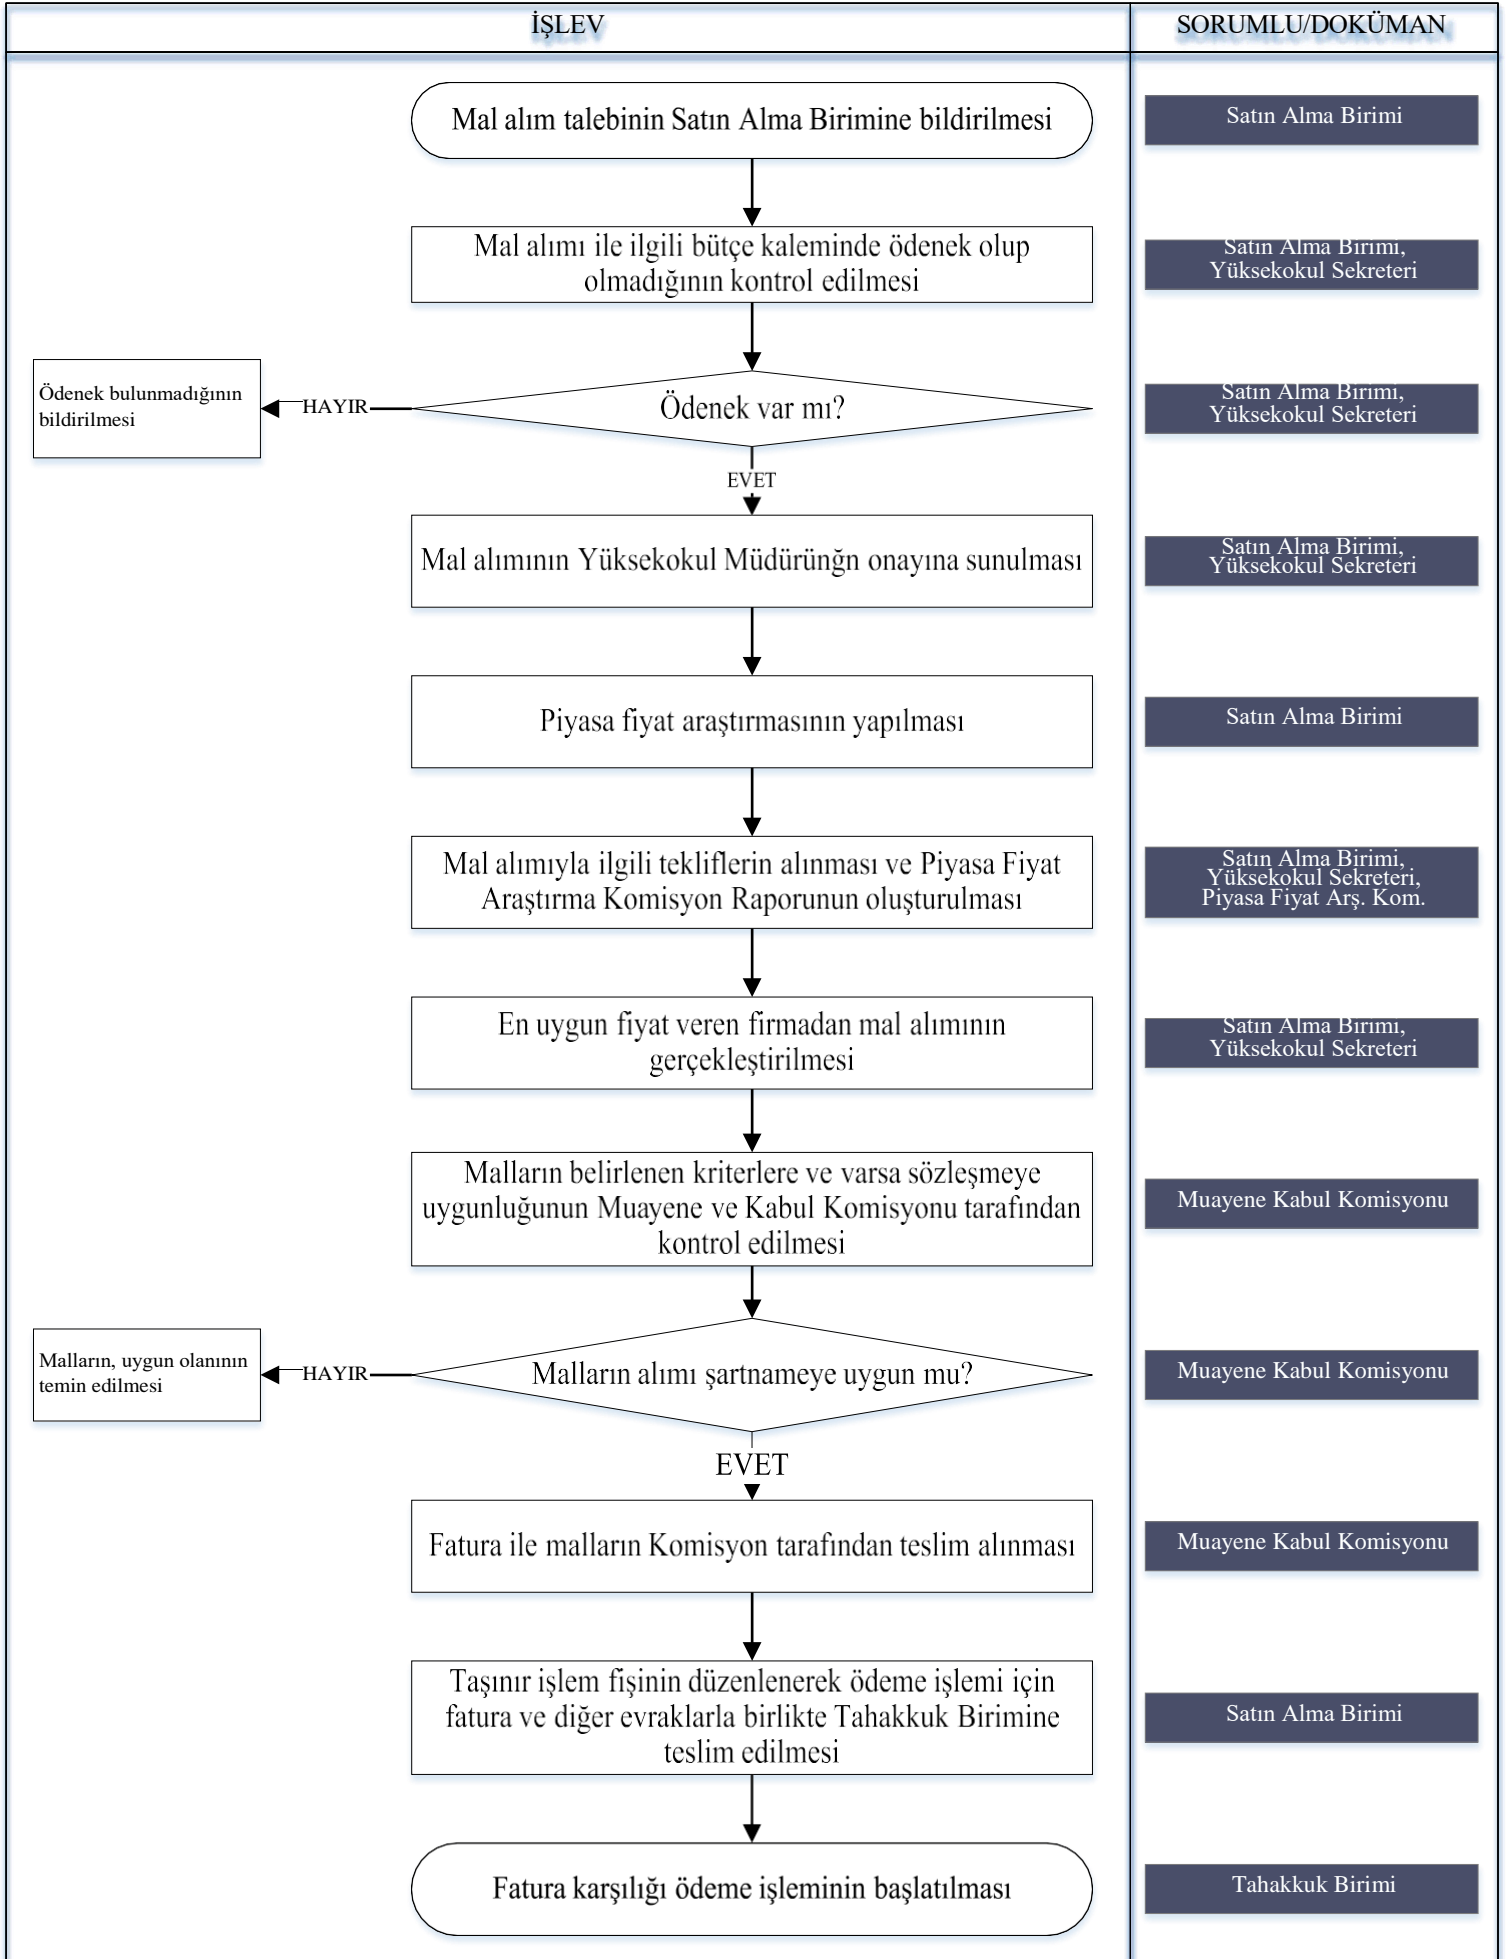 İŞLEV
SORUMLU/DOKÜMAN
Mal alım talebinin Satın Alma Birimine bildirilmesi
Satın Alma Birimi
Mal alımı ile ilgili bütçe kaleminde ödenek olup
olmadığının kontrol edilmesi
Satın Alma Birimi,
Yüksekokul Sekreteri
Ödenek bulunmadığının
bildirilmesi
HAYIR
Ödenek var mı?
Satın Alma Birimi,
Yüksekokul Sekreteri
EVET
Mal alımının Yüksekokul Müdürünğn onayına sunulması
Satın Alma Birimi,
Yüksekokul Sekreteri
Piyasa fiyat araştırmasının yapılması
Satın Alma Birimi
Mal alımıyla ilgili tekliflerin alınması ve Piyasa Fiyat
Araştırma Komisyon Raporunun oluşturulması
Satın Alma Birimi,
Yüksekokul Sekreteri,
Piyasa Fiyat Arş. Kom.
En uygun fiyat veren firmadan mal alımının
gerçekleştirilmesi
Satın Alma Birimi,
Yüksekokul Sekreteri
Malların belirlenen kriterlere ve varsa sözleşmeye
uygunluğunun Muayene ve Kabul Komisyonu tarafından
kontrol edilmesi
Muayene Kabul Komisyonu
Malların, uygun olanının
temin edilmesi
HAYIR
Malların alımı şartnameye uygun mu?
Muayene Kabul Komisyonu
EVET
Fatura ile malların Komisyon tarafından teslim alınması
Muayene Kabul Komisyonu
Taşınır işlem fişinin düzenlenerek ödeme işlemi için
fatura ve diğer evraklarla birlikte Tahakkuk Birimine
teslim edilmesi
Satın Alma Birimi
Fatura karşılığı ödeme işleminin başlatılması
Tahakkuk Birimi